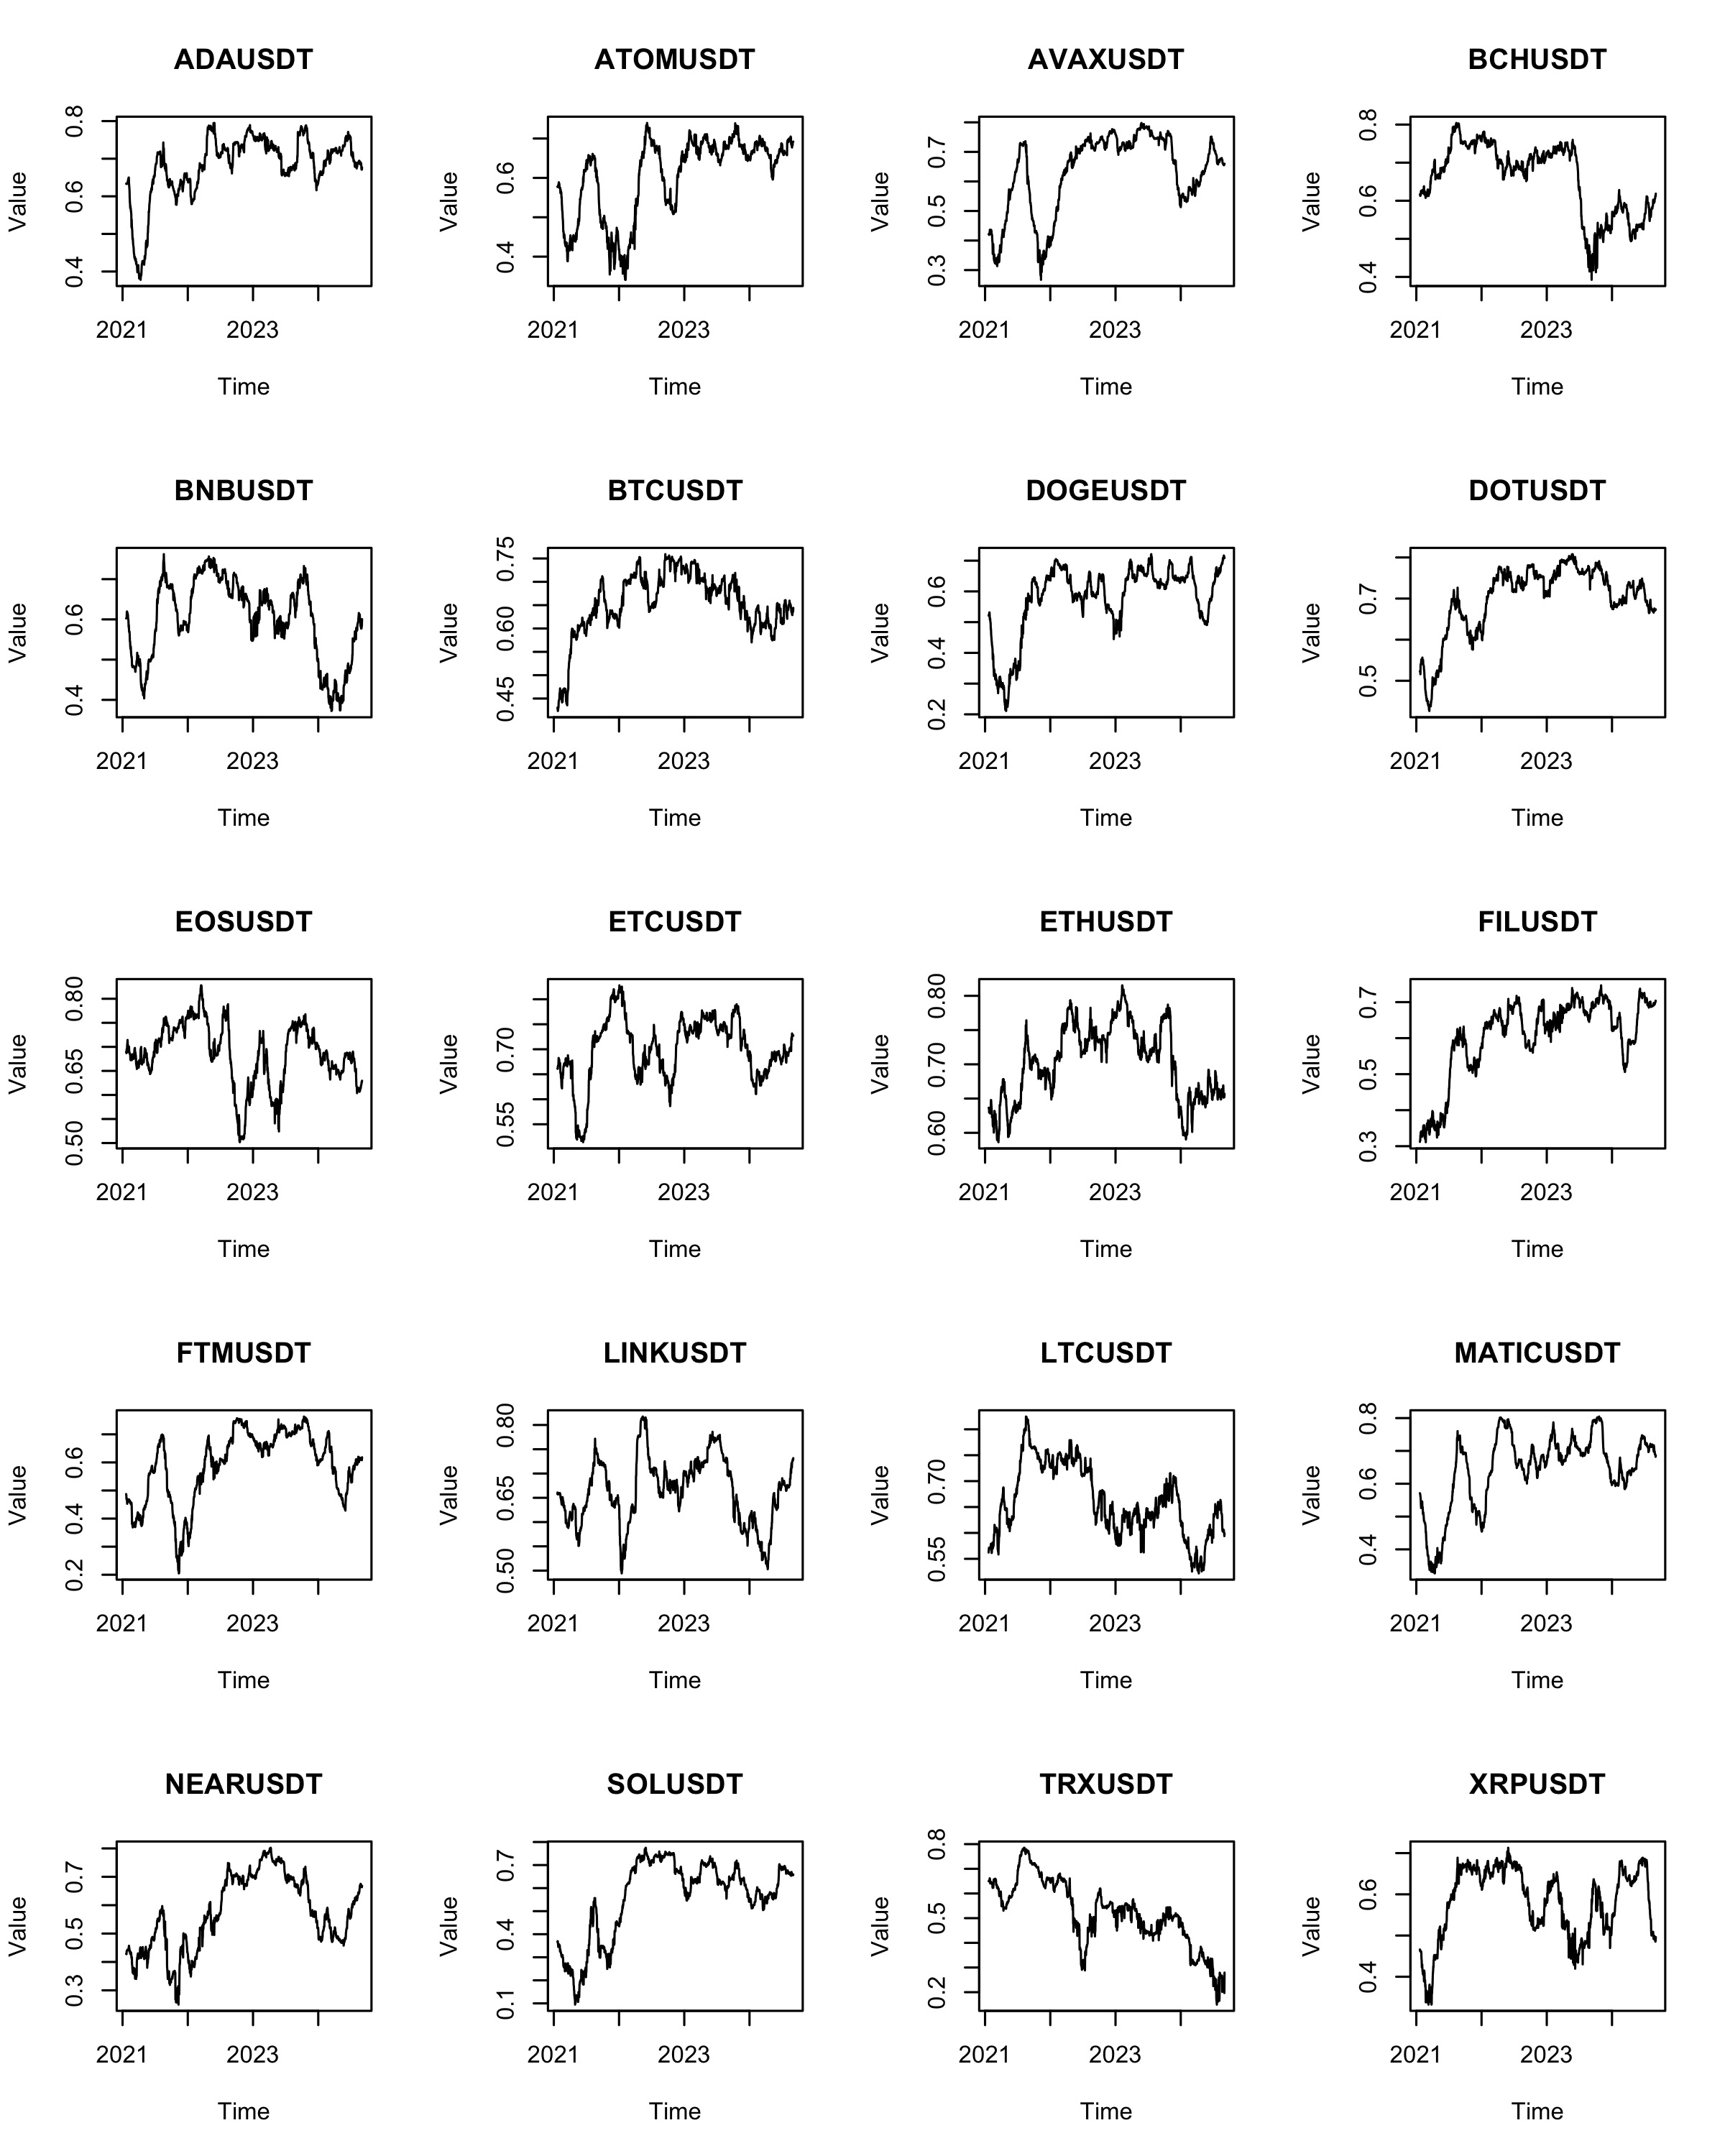 ADAUSDT ATOMUSDT AVAXUSDT BCHUSDT
Value 0.4 0.6 0.8 Value 0.4 0.6 Value 0.3 0.5 0.7 Value 0.4 0.6 0.8
2021 2023 2021 2023 2021 2023 2021 2023
Time Time Time Time
BNBUSDT BTCUSDT DOGEUSDT DOTUSDT
Value 0.4 0.6 Value 0.45 0.60 0.75 Value 0.2 0.4 0.6 Value 0.5 0.7
2021 2023 2021 2023 2021 2023 2021 2023
Time Time Time Time
EOSUSDT ETCUSDT ETHUSDT FILUSDT
Value 0.50 0.65 0.80 Value 0.55 0.70 Value 0.60 0.70 0.80 Value 0.3 0.5 0.7
2021 2023 2021 2023 2021 2023 2021 2023
Time Time Time Time
FTMUSDT LINKUSDT LTCUSDT MATICUSDT
Value 0.2 0.4 0.6 Value 0.50 0.65 0.80 Value 0.55 0.70 Value 0.4 0.6 0.8
2021 2023 2021 2023 2021 2023 2021 2023
Time Time Time Time
NEARUSDT SOLUSDT TRXUSDT XRPUSDT
Value 0.3 0.5 0.7 Value 0.1 0.4 0.7 Value 0.2 0.5 0.8 Value 0.4 0.6
2021 2023 2021 2023 2021 2023 2021 2023
Time Time Time Time